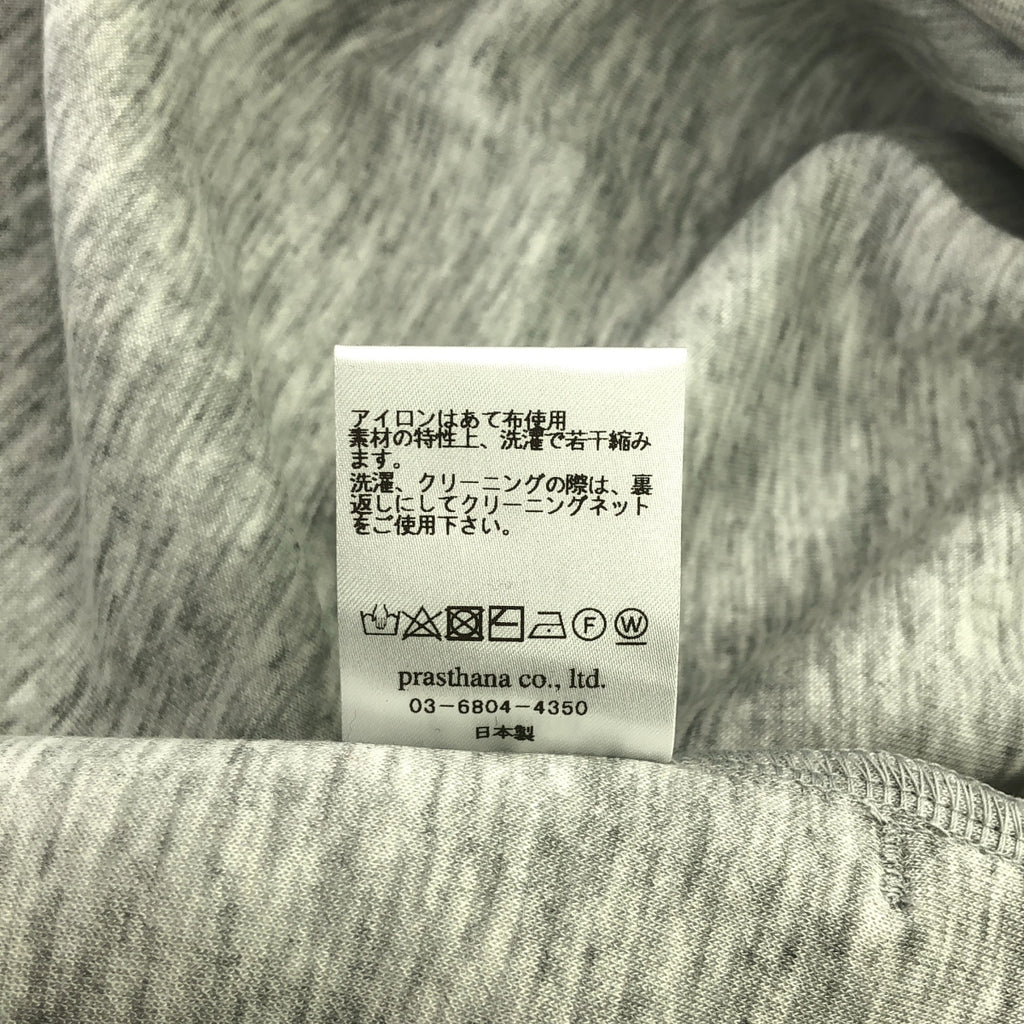 アイロンはあて布使用
素材の特性上、洗濯で若干縮み
ます。
洗濯、クリーニングの際は、裏
返しにしてクリーニングネット
をご使用下さい。
F W
prasthana co., ltd.
03-6804-4350
日本製